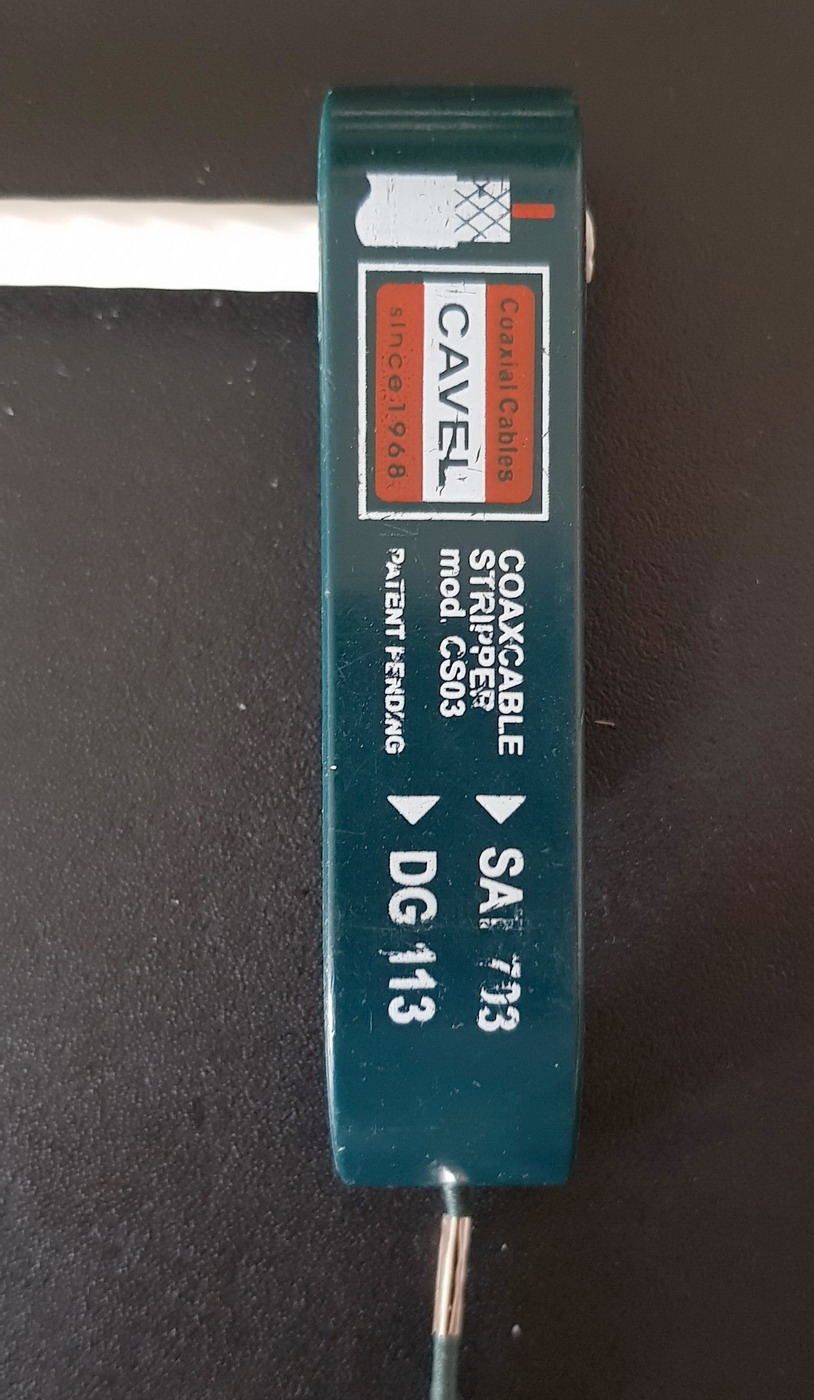 Coaxial Cables
CAVEL
since 1968
COAXCABLE
STRIPPER
mod. CS03
PATENT PENDING
SAT 703
DG 113